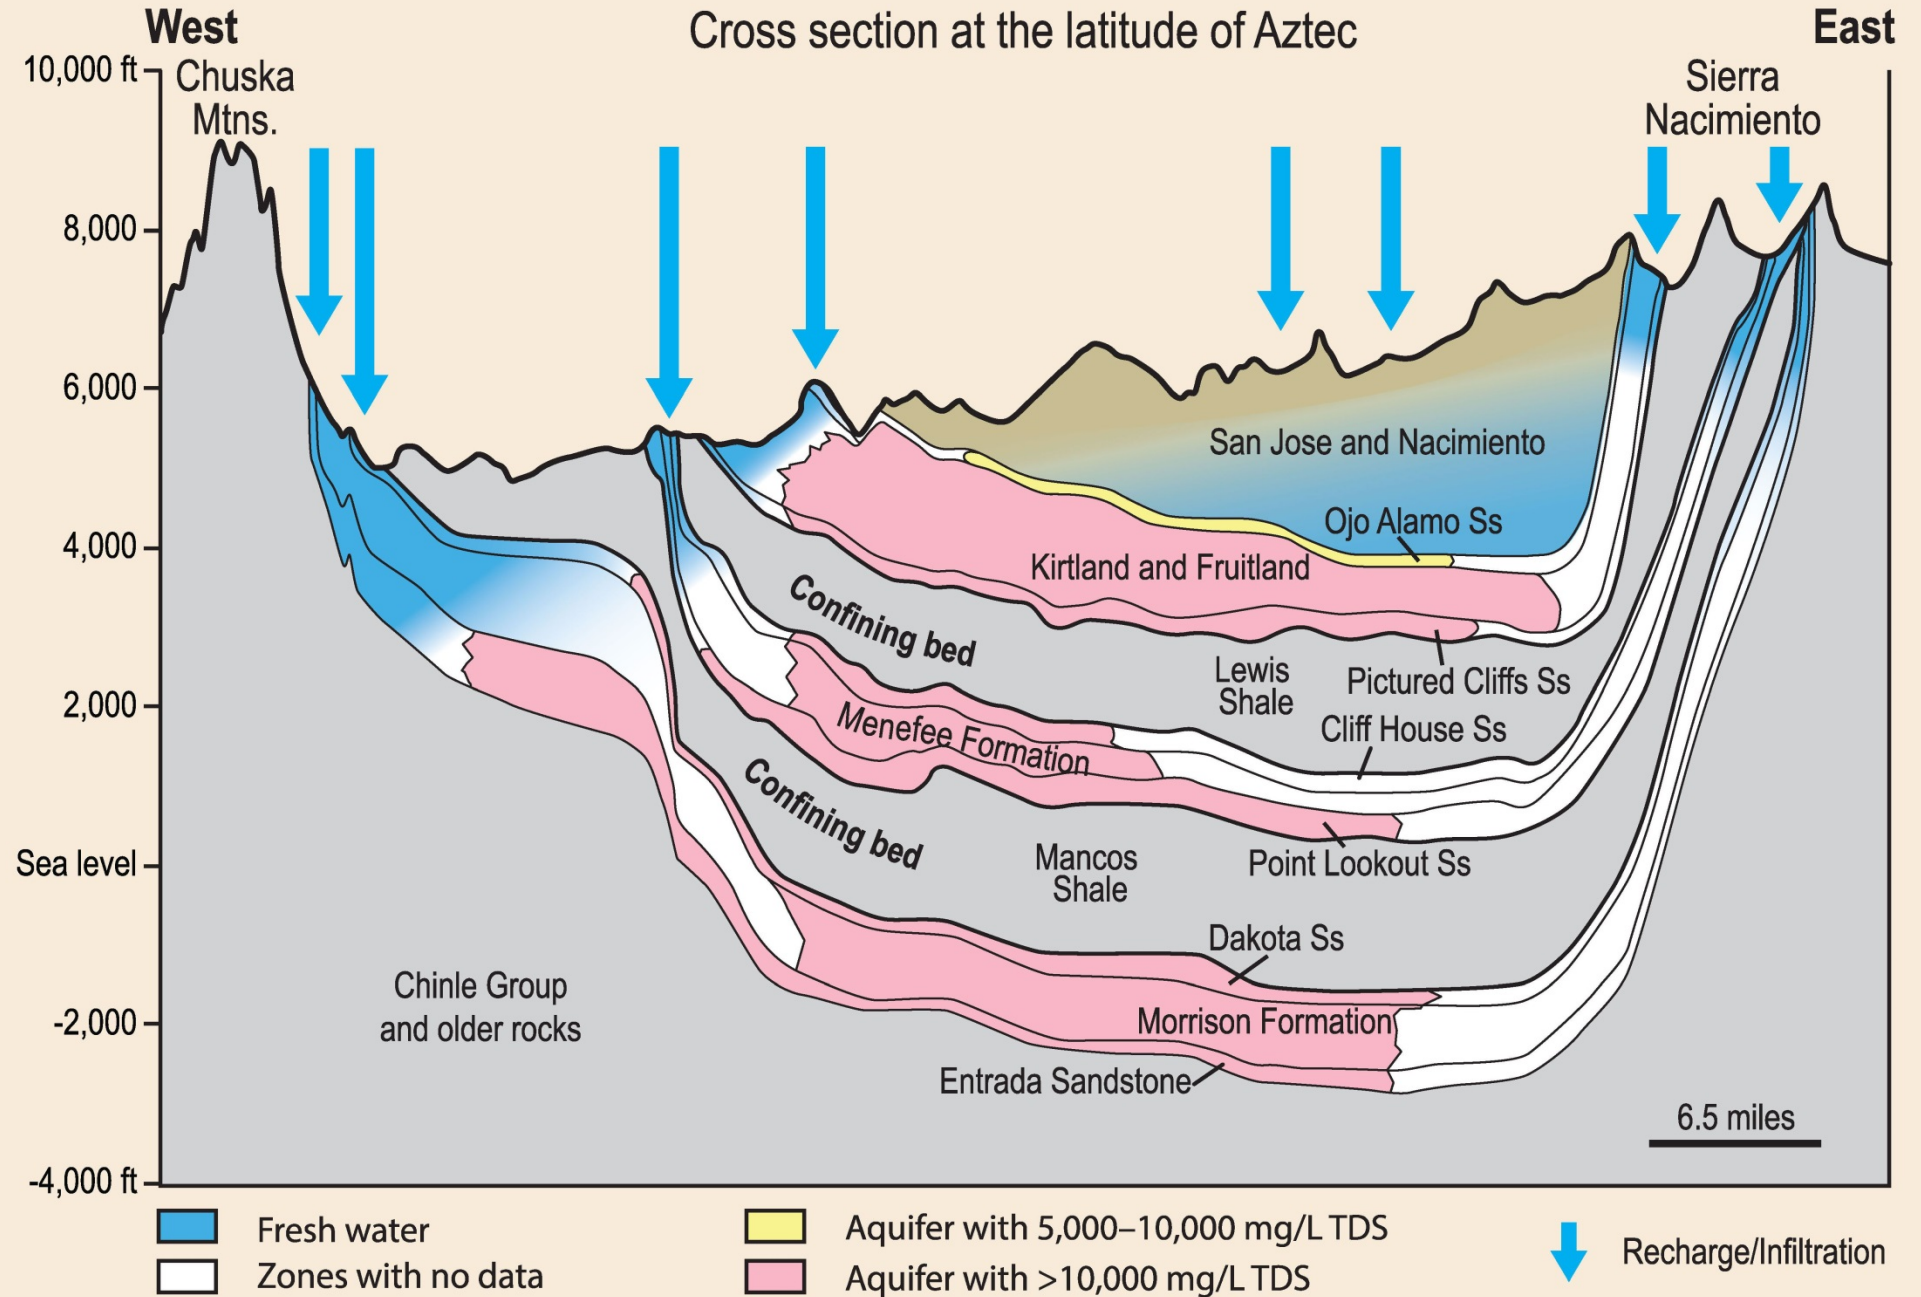 West
Cross section at the latitude of Aztec
East
10,000 ft
Chuska
Mtns.
Sierra
Nacimiento
8,000
6,000
San Jose and Nacimiento
Ojo Alamo Ss
4,000
Kirtland and Fruitland
Confining bed
Lewis
Shale
Pictured Cliffs Ss
2,000
Menefee Formation
Cliff House Ss
Confining bed
Sea level
Mancos
Shale
Point Lookout Ss
Dakota Ss
Chinle Group
and older rocks
-2,000
Morrison Formation
Entrada Sandstone
6.5 miles
-4,000 ft
Fresh water
Aquifer with 5,000–10,000 mg/L TDS
Recharge/Infiltration
Zones with no data
Aquifer with >10,000 mg/L TDS